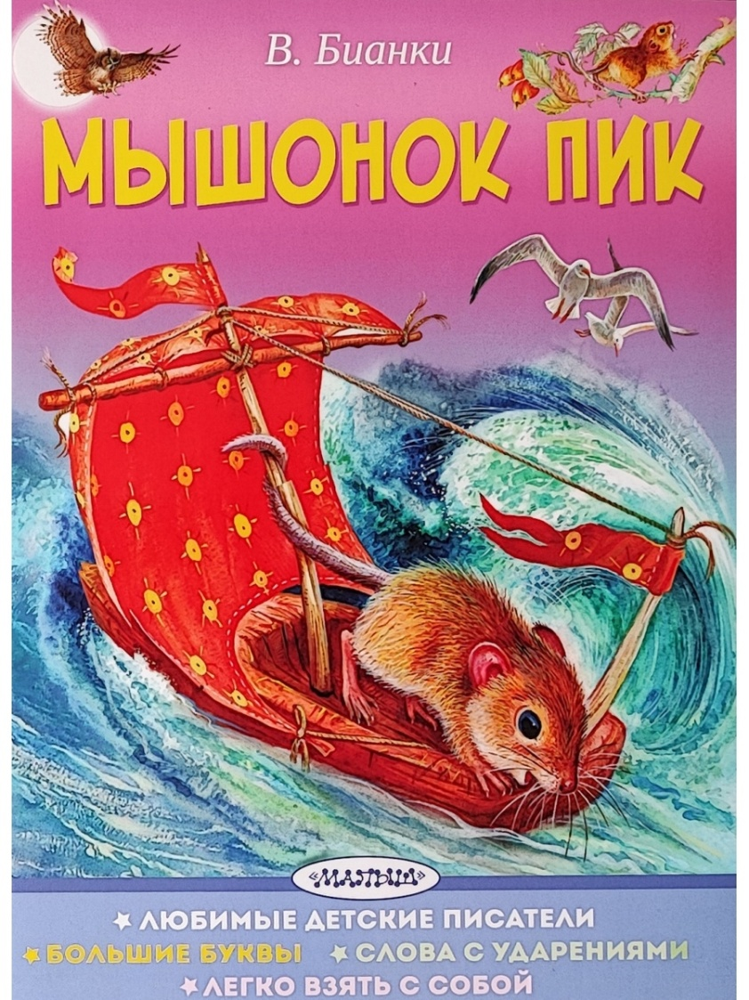 В. Бианки
МЫШОНОК ПИК
«МАЛЫШ»
ЛЮБИМЫЕ ДЕТСКИЕ ПИСАТЕЛИ
БОЛЬШИЕ БУКВЫ СЛОВА С УДАРЕНИЯМИ
ЛЕГКО ВЗЯТЬ С СОБОЙ